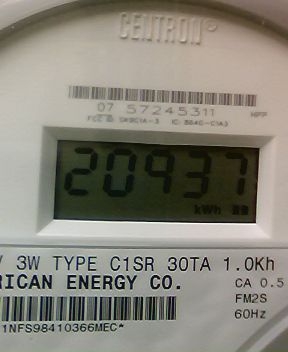 CENTRON®
07 57245311
20937
kWh
V 3W TYPE C1SR 30TA 1.0Kh
RICAN ENERGY CO. CA 0.5
FM2S
60Hz
1NFS98410366MEC*